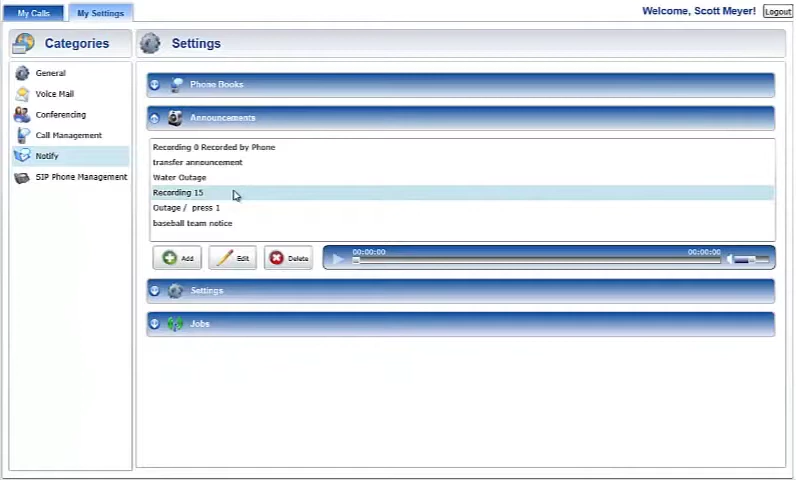 My Calls
My Settings
Welcome, Scott Meyer!
Logout
Categories
General
Voice Mail
Conferencing
Call Management
Notify
SIP Phone Management
Settings
Phone Books
Announcements
Recording 0 Recorded by Phone
transfer announcement
Water Outage
Recording 15
Outage / press 1
baseball team notice
Add
Edit
Delete
00:00:00
00:00:00
Settings
Jobs